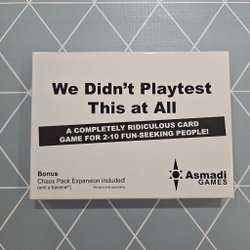 We Didn't Playtest
This at All
A COMPLETELY RIDICULOUS CARD
GAME FOR 2-10 FUN-SEEKING PEOPLE!
Bonus
Chaos Pack Expansion included!
(and a banana*)
Asmadi
GAMES